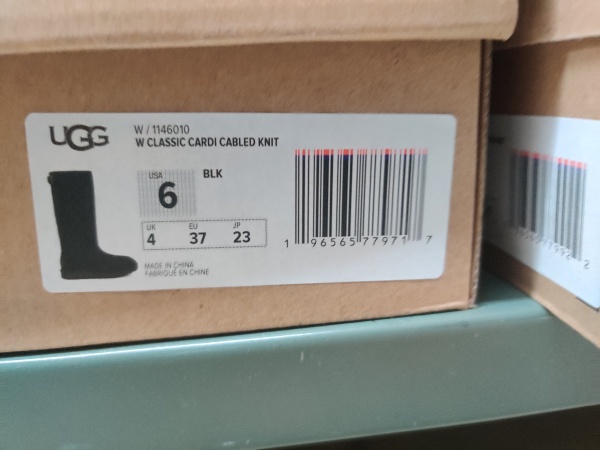 UGG
W / 1146010
W CLASSIC CARDI CABLED KNIT
USA
6
BLK
UK EU JP
4 37 23
MADE IN CHINA
FABRIQUÉ EN CHINE
1 96565 77971 7